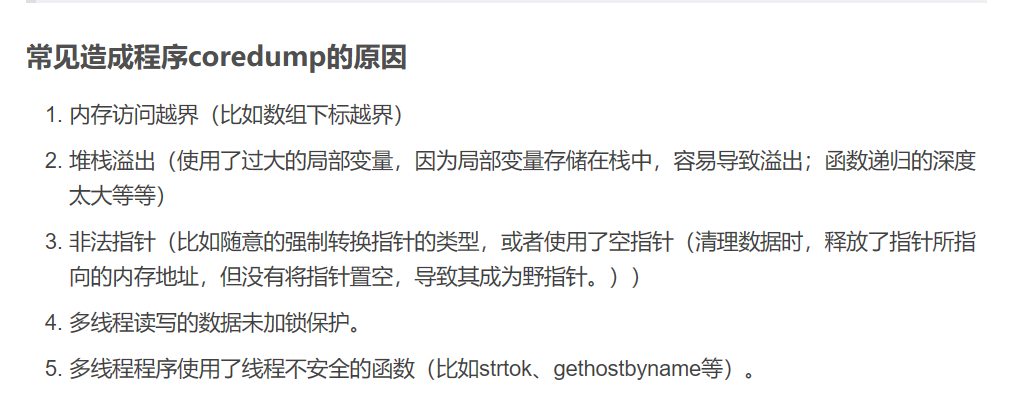 常见造成程序coredump的原因
1. 内存访问越界（比如数组下标越界）
2. 堆栈溢出（使用了过大的局部变量，因为局部变量存储在栈中，容易导致溢出；函数递归的深度
太大等等）
3. 非法指针（比如随意的强制转换指针的类型，或者使用了空指针（清理数据时，释放了指针所指
向的内存地址，但没有将指针置空，导致其成为野指针。））
4. 多线程读写的数据未加锁保护。
5. 多线程程序使用了线程不安全的函数（比如strtok、gethostbyname等）。